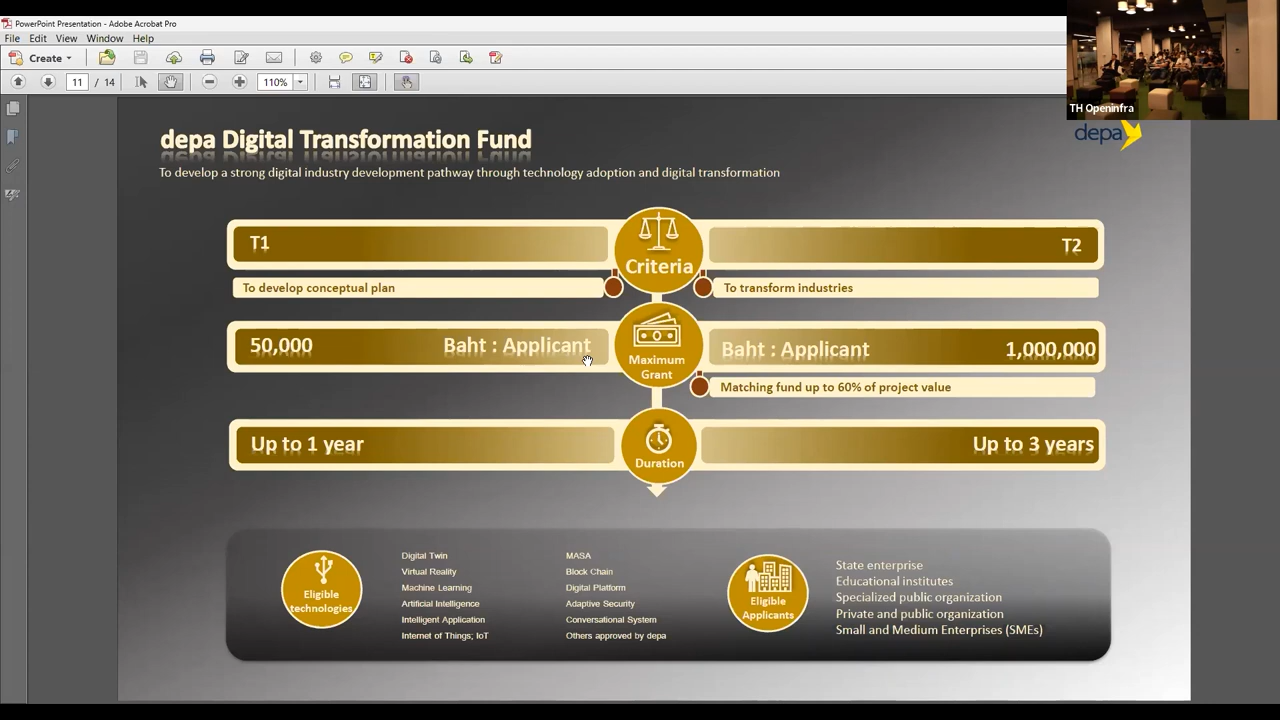 PowerPoint Presentation - Adobe Acrobat Pro
File Edit View Window Help
Create
11 / 14 110%
TH Openinfra
depa
depa Digital Transformation Fund
To develop a strong digital industry development pathway through technology adoption and digital transformation
T1
Criteria
T2
To develop conceptual plan
To transform industries
50,000 Baht : Applicant
Maximum
Grant
Baht : Applicant 1,000,000
Matching fund up to 60% of project value
Up to 1 year
Duration
Up to 3 years
Eligible
technologies
Digital Twin
Virtual Reality
Machine Learning
Artificial Intelligence
Intelligent Application
Internet of Things; IoT
MASA
Block Chain
Digital Platform
Adaptive Security
Conversational System
Others approved by depa
Eligible
Applicants
State enterprise
Educational institutes
Specialized public organization
Private and public organization
Small and Medium Enterprises (SMEs)